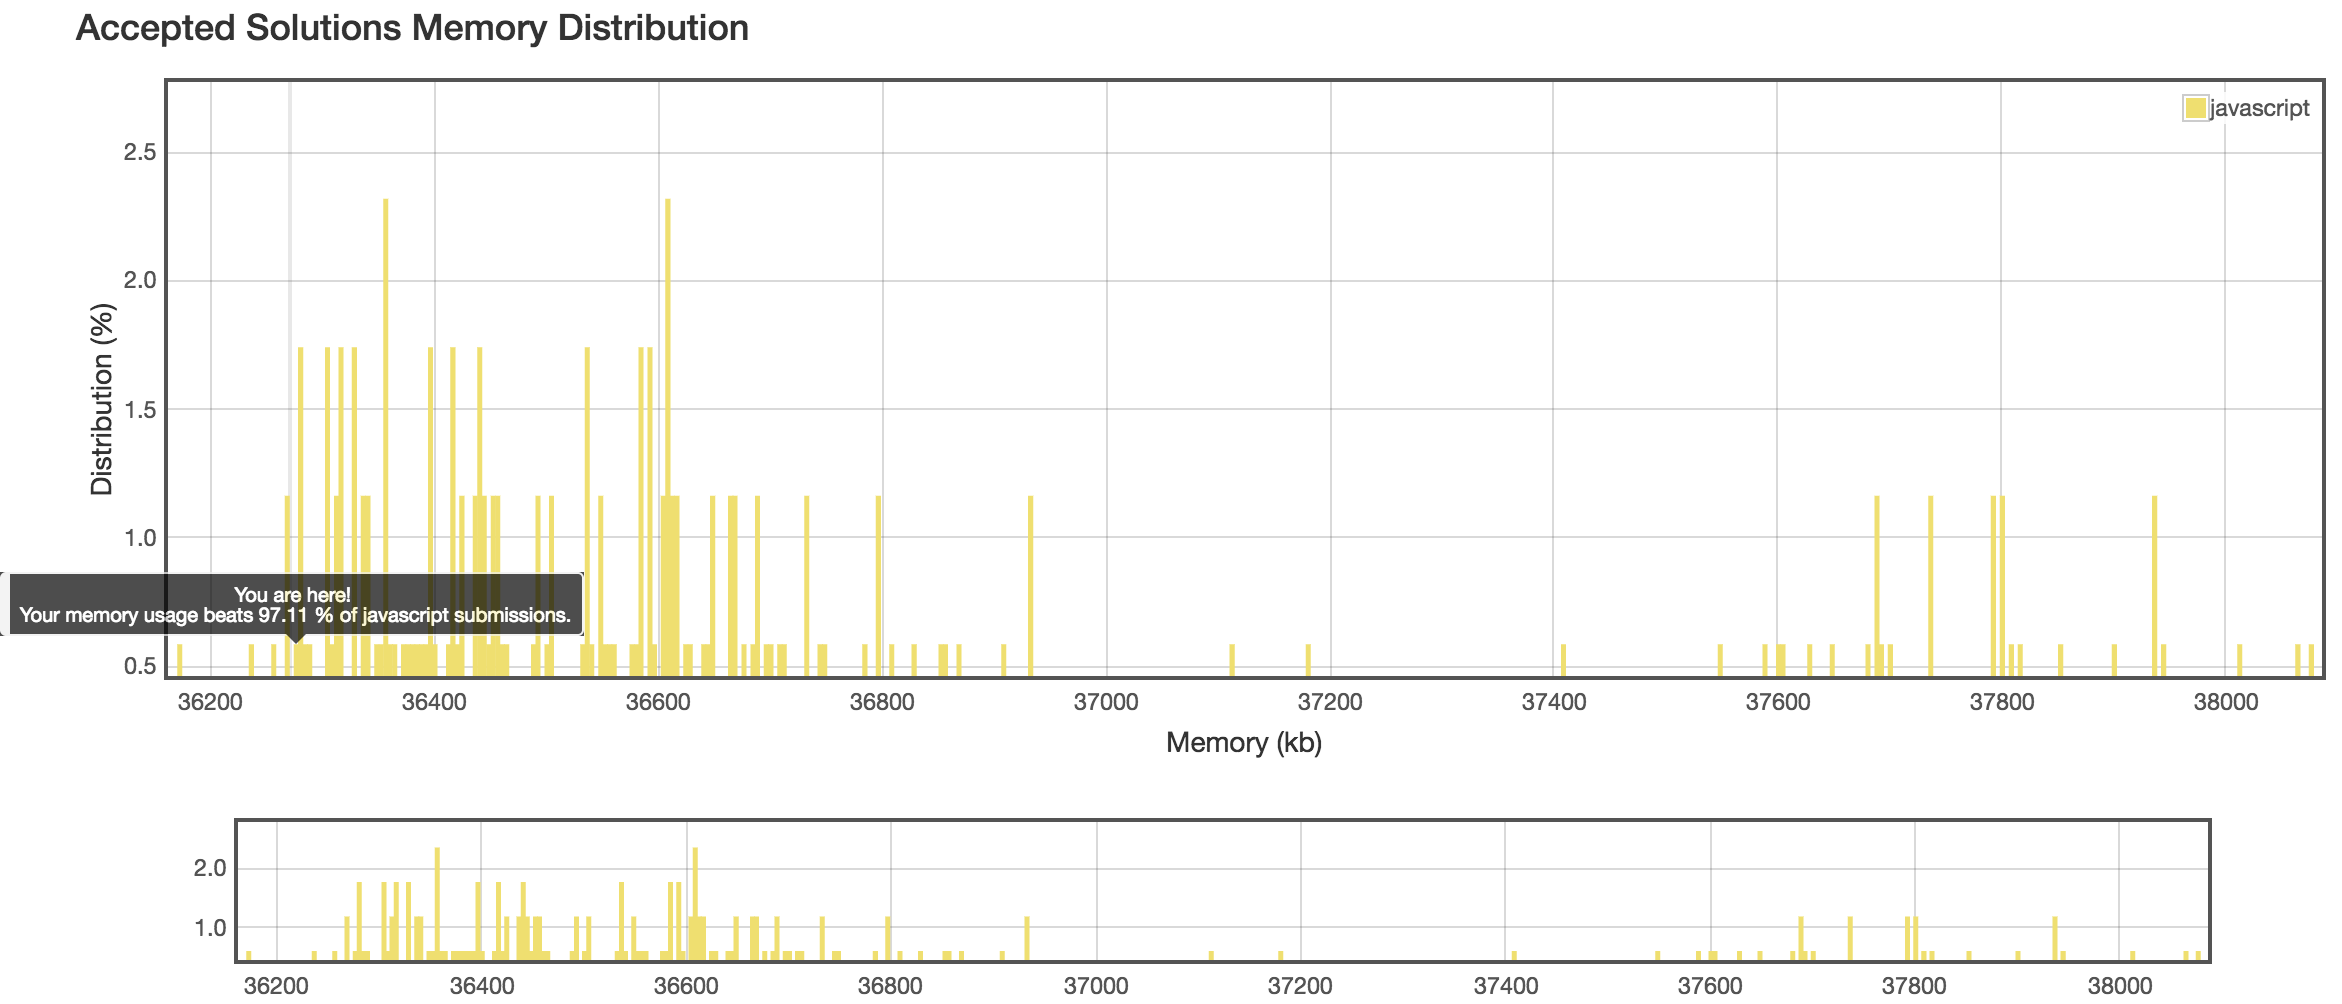 Accepted Solutions Memory Distribution
javascript
2.5
2.0
1.5
1.0
0.5
Distribution (%)
You are here!
Your memory usage beats 97.11 % of javascript submissions.
36200 36400 36600 36800 37000 37200 37400 37600 37800 38000
Memory (kb)
2.0
1.0
36200 36400 36600 36800 37000 37200 37400 37600 37800 38000